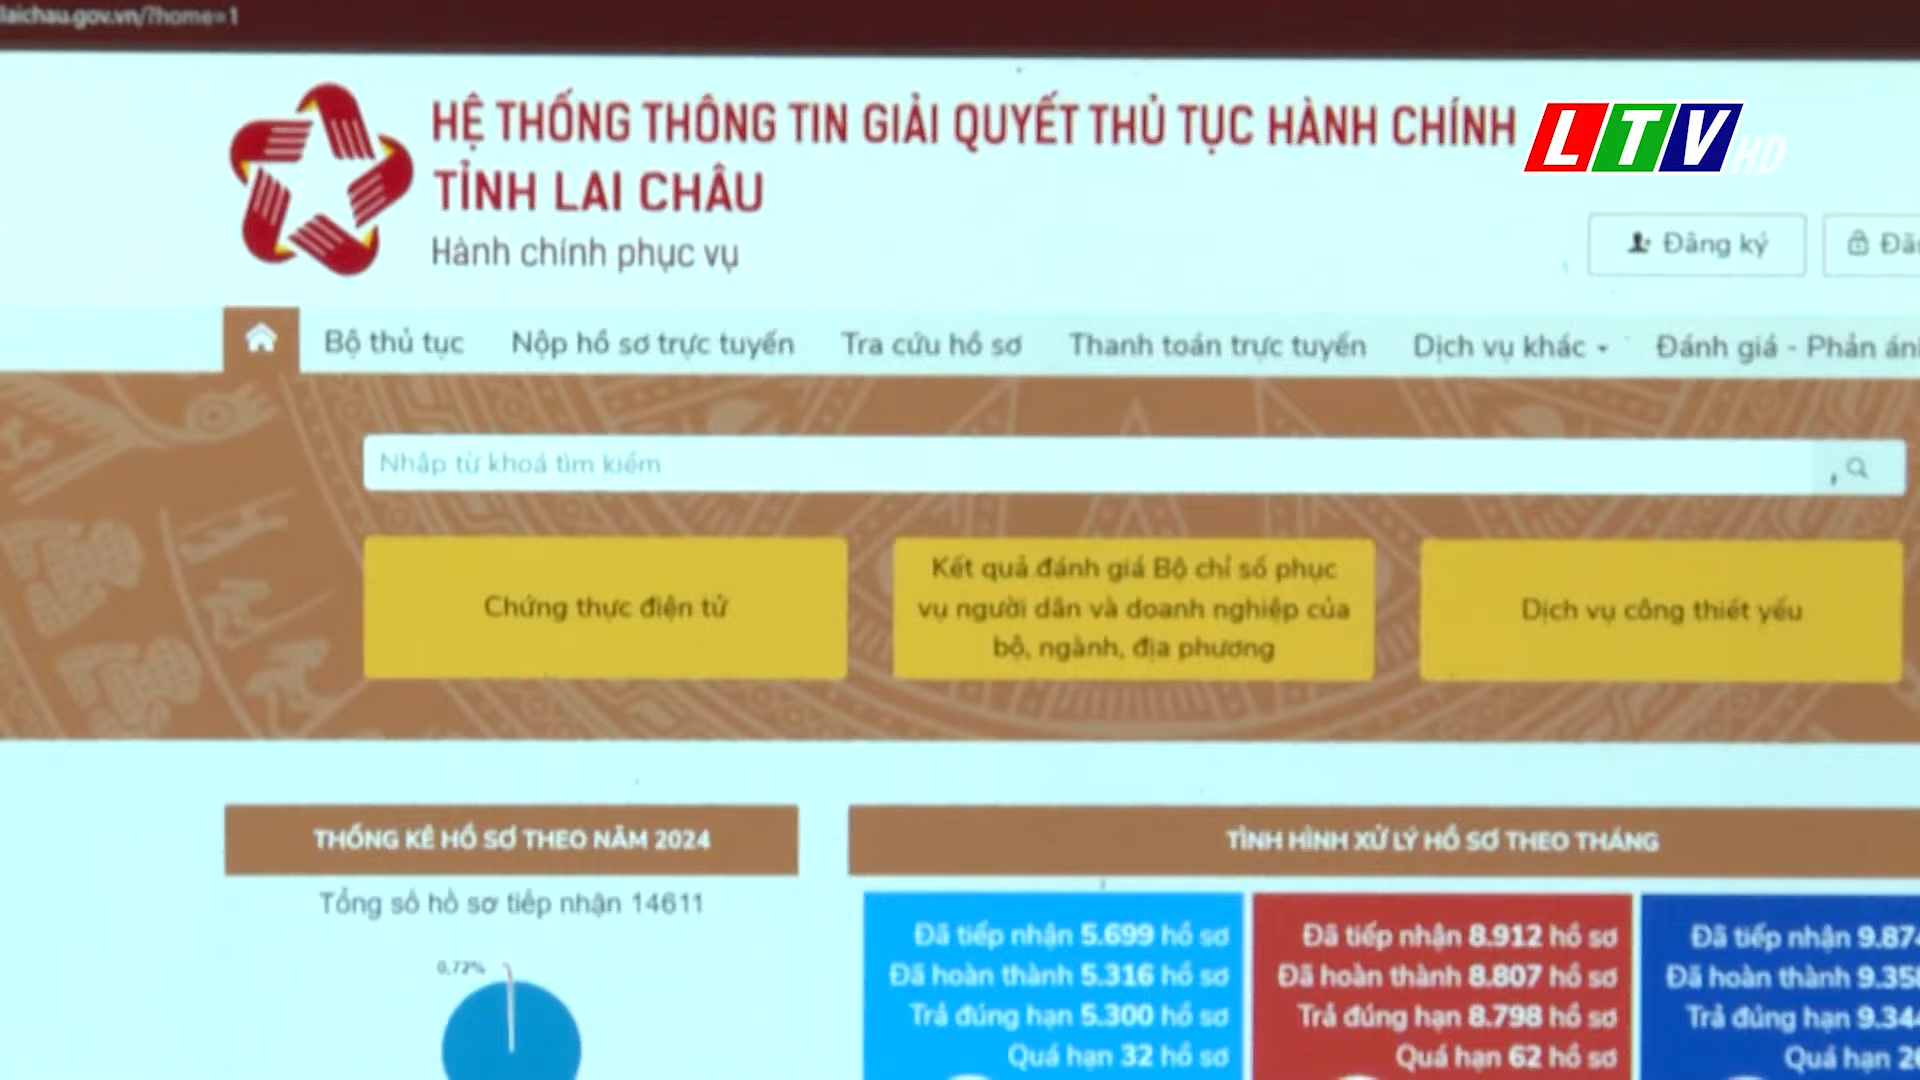 laichau.gov.vn/?home=1
HỆ THỐNG THÔNG TIN GIẢI QUYẾT THỦ TỤC HÀNH CHÍNH
TỈNH LAI CHÂU
Hành chính phục vụ
LTV HD
Đăng ký
Bộ thủ tục Nộp hồ sơ trực tuyến Tra cứu hồ sơ Thanh toán trực tuyến Dịch vụ khác Đánh giá - Phản
Nhập từ khoá tìm kiếm
Chứng thực điện tử
Kết quả đánh giá Bộ chỉ số phục
vụ người dân và doanh nghiệp của
bộ, ngành, địa phương
Dịch vụ công thiết yếu
THỐNG KÊ HỒ SƠ THEO NĂM 2024
Tổng số hồ sơ tiếp nhận 14611
0,72%
TÌNH HÌNH XỬ LÝ HỒ SƠ THEO THÁNG
Đã tiếp nhận 5.699 hồ sơ
Đã hoàn thành 5.316 hồ sơ
Trả đúng hạn 5.300 hồ sơ
Quá hạn 32 hồ sơ
Đã tiếp nhận 8.912 hồ sơ
Đã hoàn thành 8.807 hồ sơ
Trả đúng hạn 8.798 hồ sơ
Quá hạn 62 hồ sơ
Đã tiếp nhận 9.874
Đã hoàn thành 9.358
Trả đúng hạn 9.344
Quá hạn